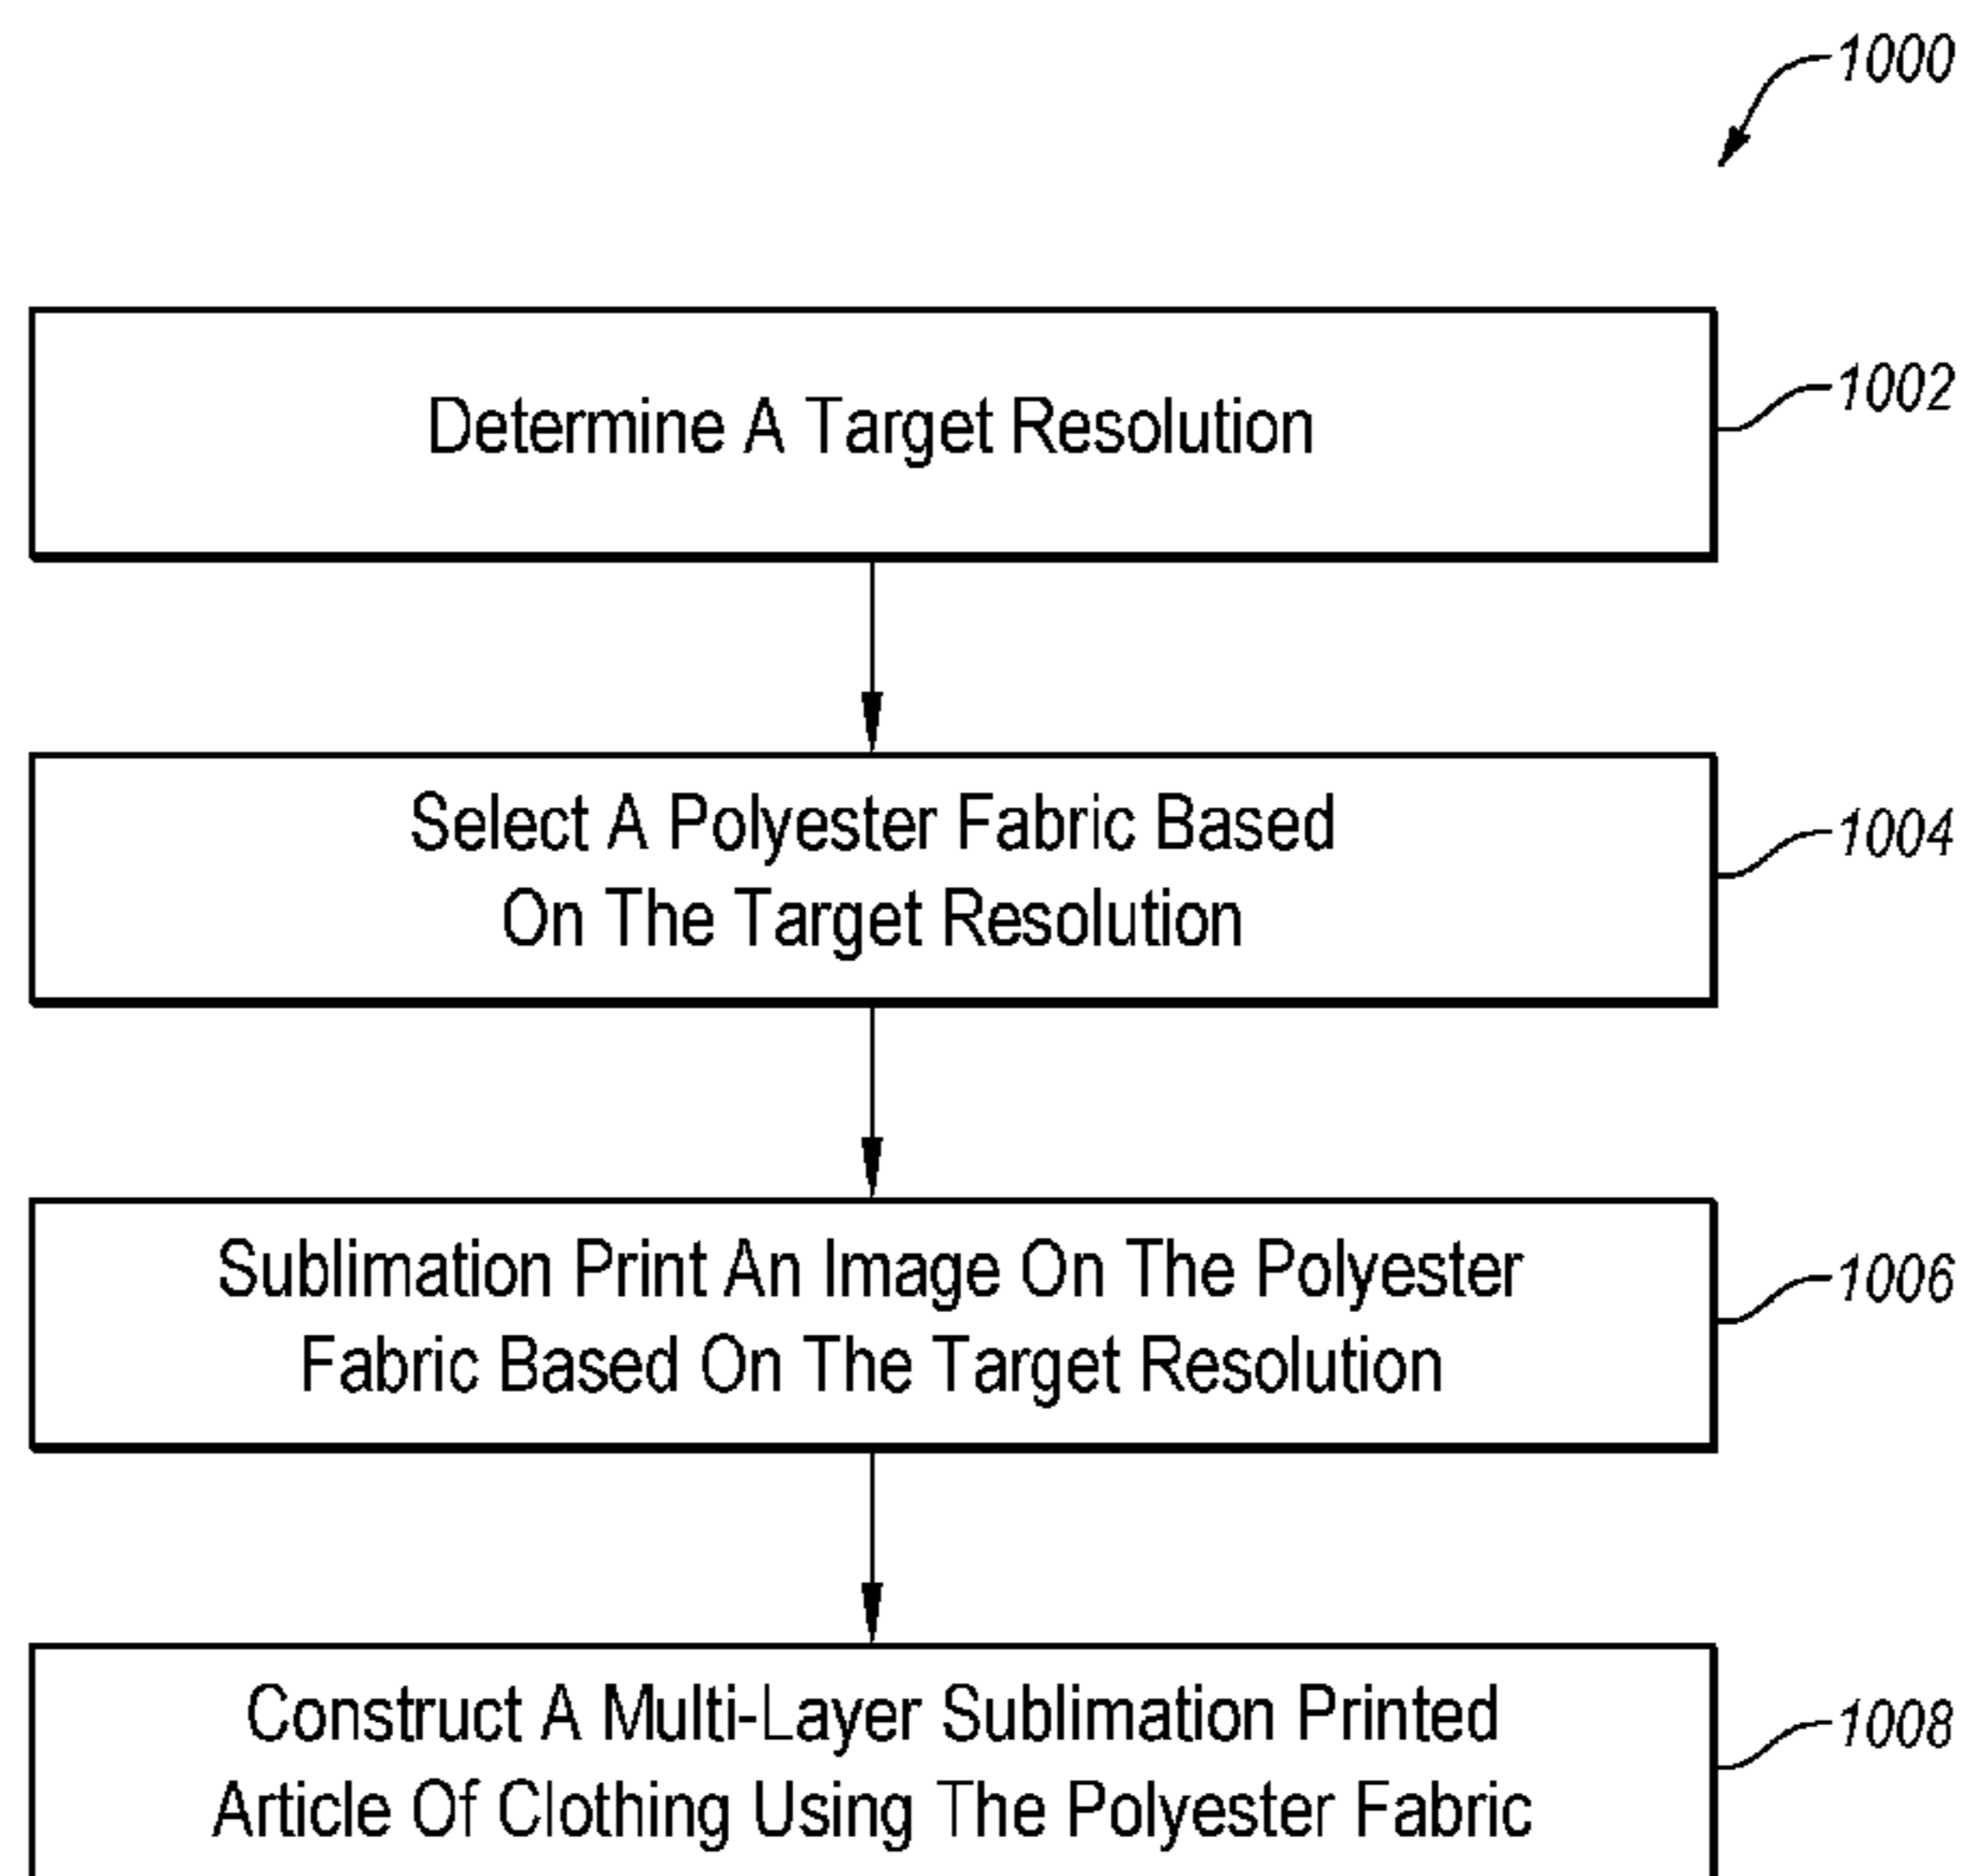 1000
Determine A Target Resolution
1002
Select A Polyester Fabric Based
On The Target Resolution
1004
Sublimation Print An Image On The Polyester
Fabric Based On The Target Resolution
1006
Construct A Multi-Layer Sublimation Printed
Article Of Clothing Using The Polyester Fabric
1008